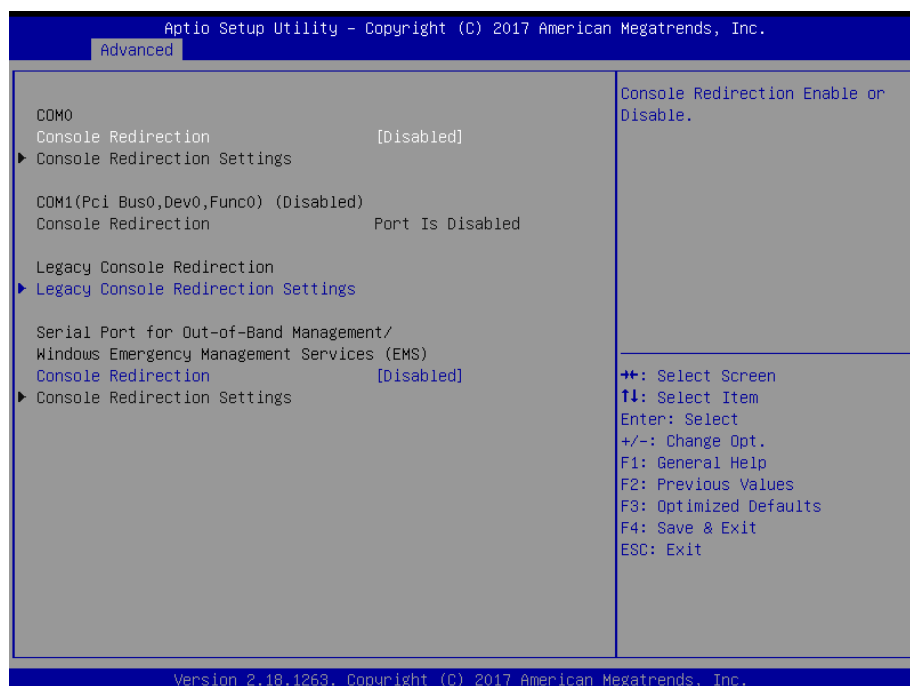 Aptio Setup Utility – Copyright (C) 2017 American Megatrends, Inc.
Advanced
COM0
Console Redirection [Disabled]
Console Redirection Settings
COM1(Pci Bus0,Dev0,Func0) (Disabled)
Console Redirection Port Is Disabled
Legacy Console Redirection
Legacy Console Redirection Settings
Serial Port for Out-of-Band Management/
Windows Emergency Management Services (EMS)
Console Redirection [Disabled]
Console Redirection Settings
Console Redirection Enable or
Disable.
→←: Select Screen
↑↓: Select Item
Enter: Select
+/-: Change Opt.
F1: General Help
F2: Previous Values
F3: Optimized Defaults
F4: Save & Exit
ESC: Exit
Version 2.18.1263. Copyright (C) 2017 American Megatrends, Inc.